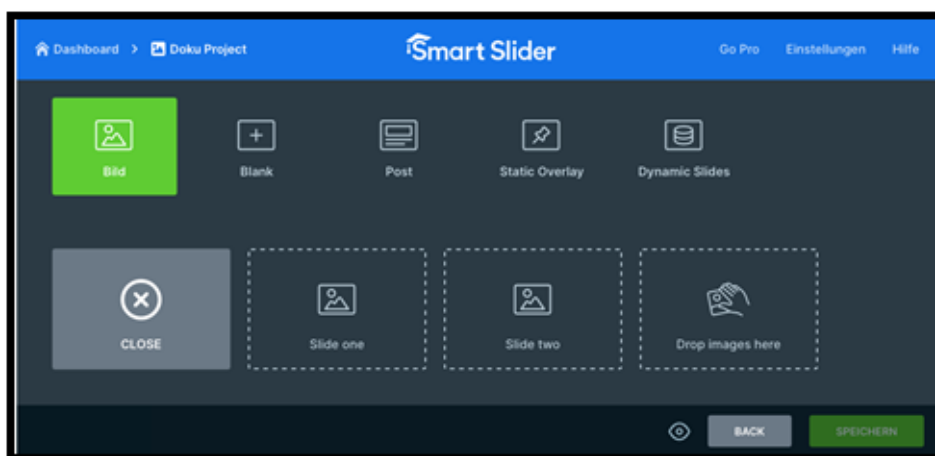 Dashboard > Doku Project
Smart Slider
Go Pro Einstellungen Hilfe
Bild
Blank
Post
Static Overlay
Dynamic Slides
CLOSE
Slide one
Slide two
Drop images here
BACK
SPEICHERN